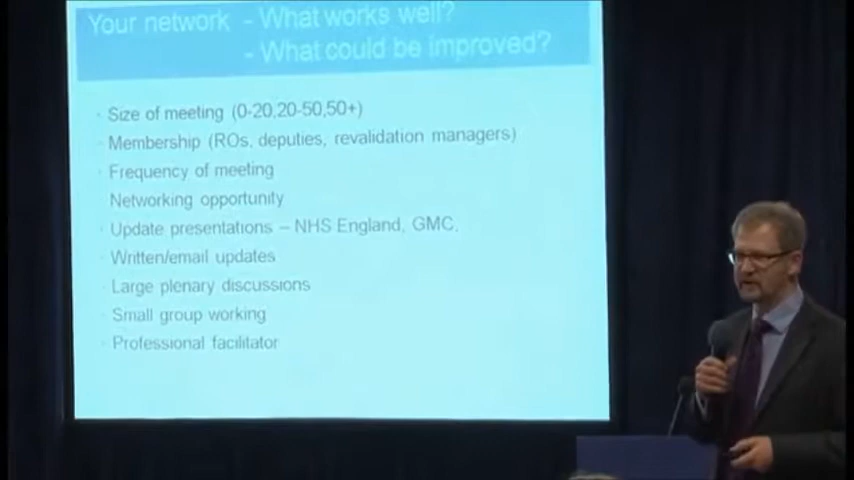 Your network - What works well?
- What could be improved?
· Size of meeting (0-20,20-50,50+)
· Membership (ROs, deputies, revalidation managers)
· Frequency of meeting
Networking opportunity
· Update presentations – NHS England, GMC,
· Written/email updates
· Large plenary discussions
· Small group working
· Professional facilitator